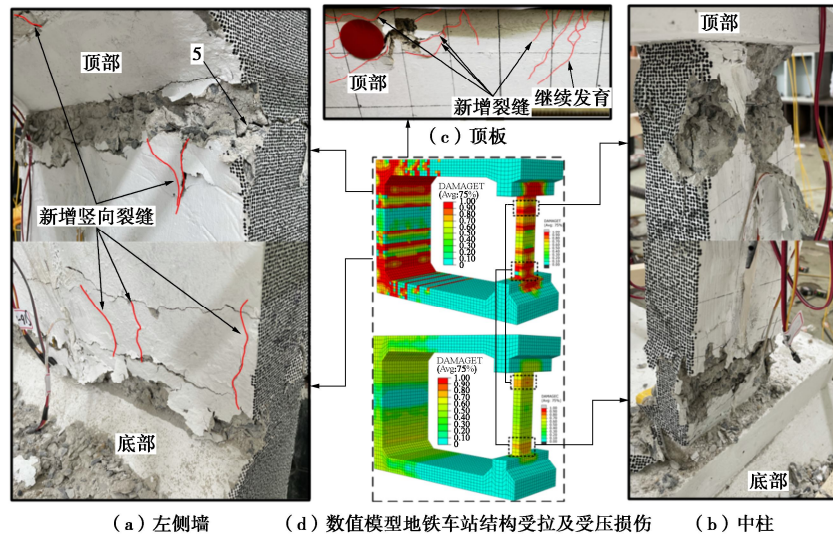 顶部
5
新增竖向裂缝
底部
(a)左侧墙
顶部
新增裂缝
继续发育
(c)顶板
DAMAGET
(Avg:75%)
1.00
0.90
0.80
0.70
0.60
0.50
0.40
0.30
0.20
0.10
0
DAMAGET
(Avg:75%)
1.00
0.90
0.80
0.70
0.60
0.50
0.40
0.30
0.20
0.10
0
(d)数值模型地铁车站结构受拉及受压损伤
顶部
底部
(b)中柱